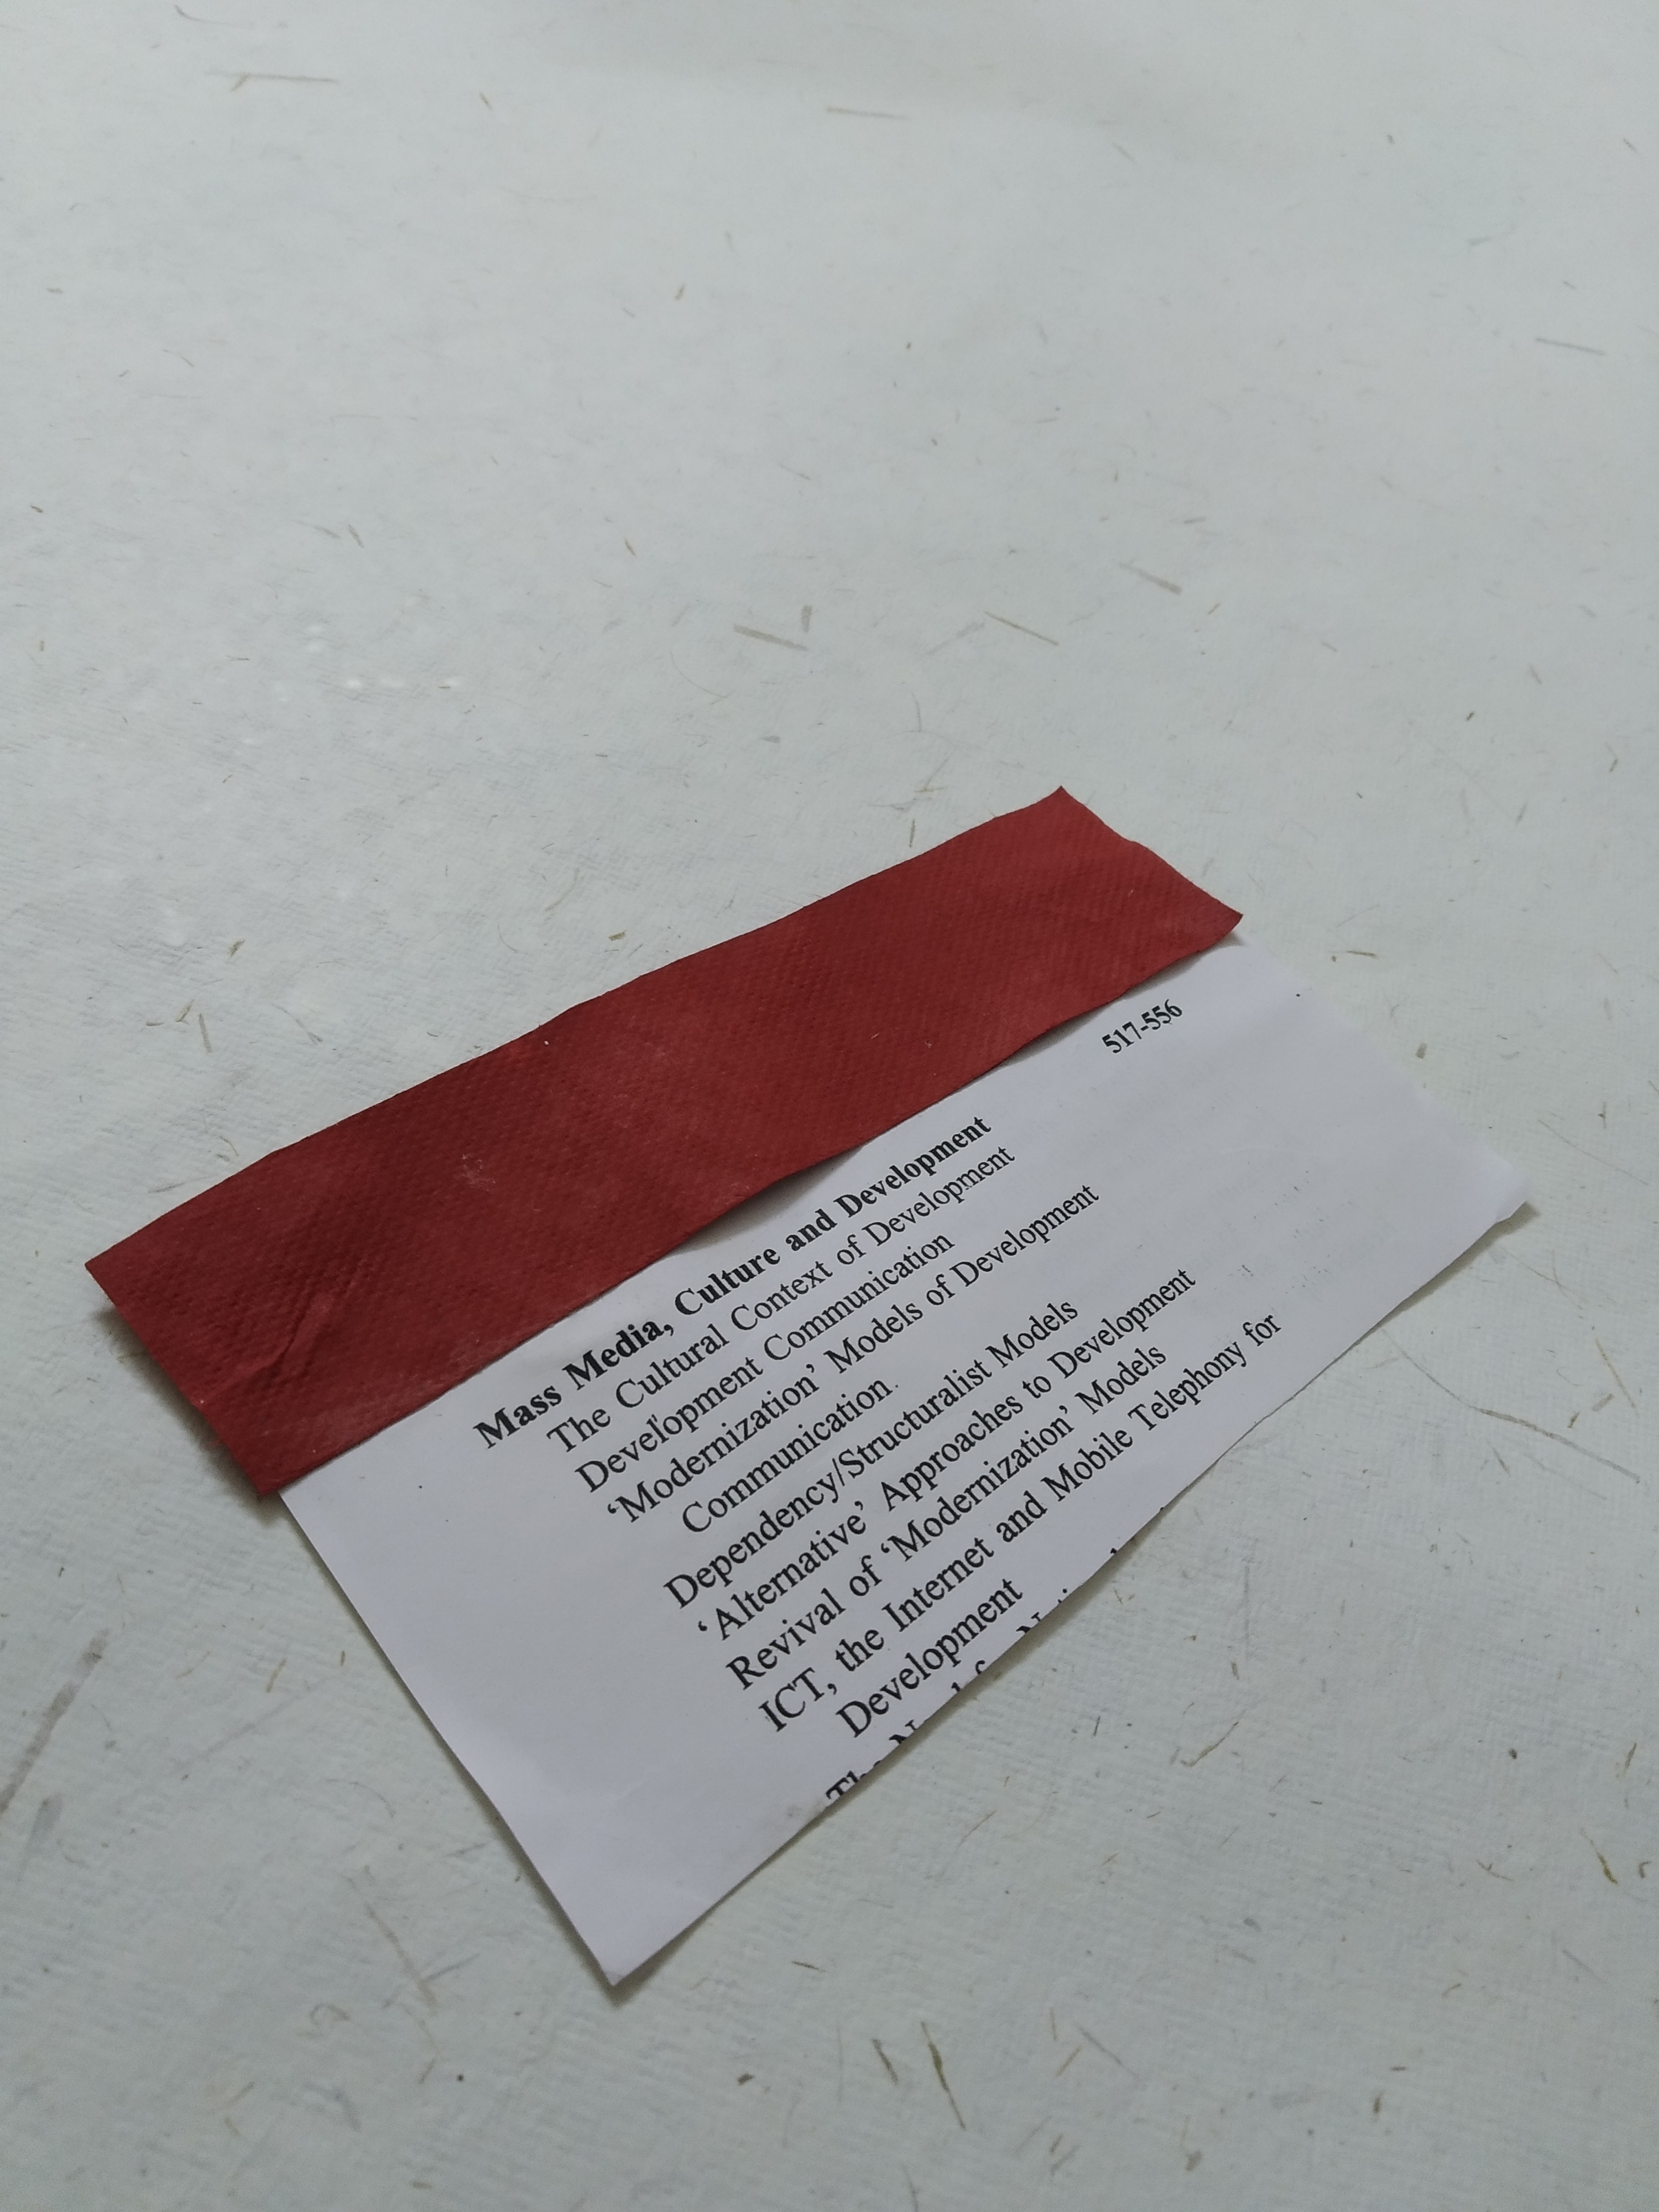 Mass Media, Culture and Development 517-556
The Cultural Context of Development
Development Communication
‘Modernization’ Models of Development
Communication
Dependency/Structuralist Models
‘Alternative’ Approaches to Development
Revival of ‘Modernization’ Models
ICT, the Internet and Mobile Telephony for
Development